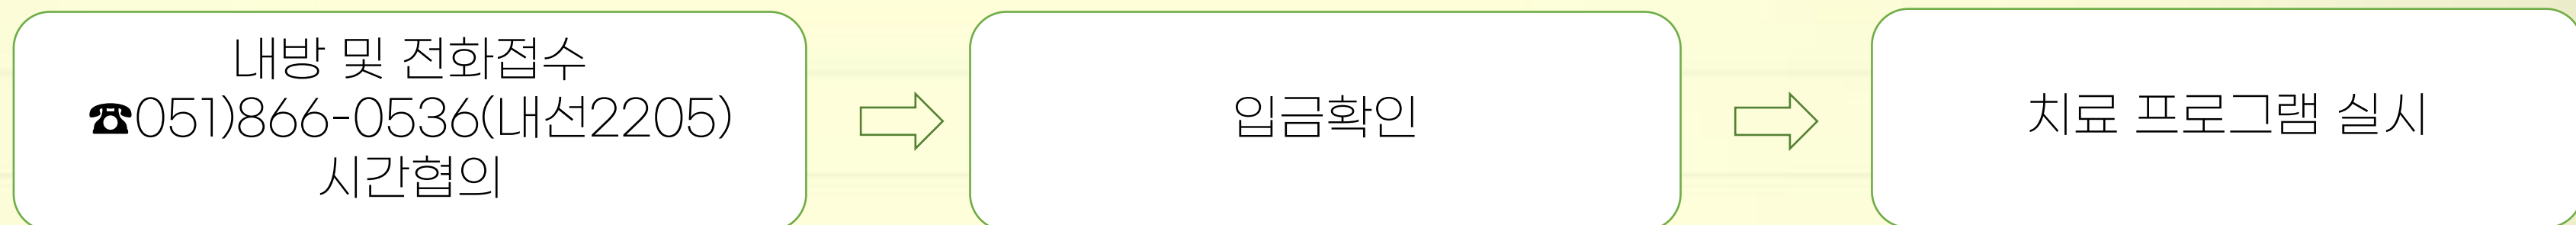 내방 및 전화접수
☎051)866-0536(내선2205)
시간협의
입금확인
치료 프로그램 실시